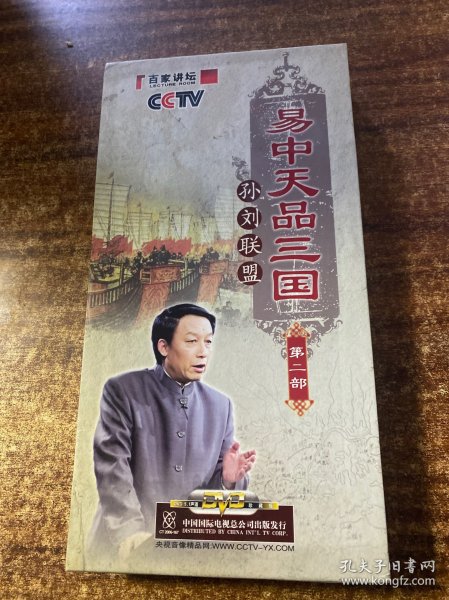 百家讲坛
LECTURE ROOM
CCTV
易中天品三国
孙刘联盟
第二部
DVD
中国国际电视总公司出版发行
DISTRIBUTED BY CHINA INT'L TV CORP.
央视音像精品网:WWW.CCTV-YX.COM
孔夫子旧书网
kongfz.com